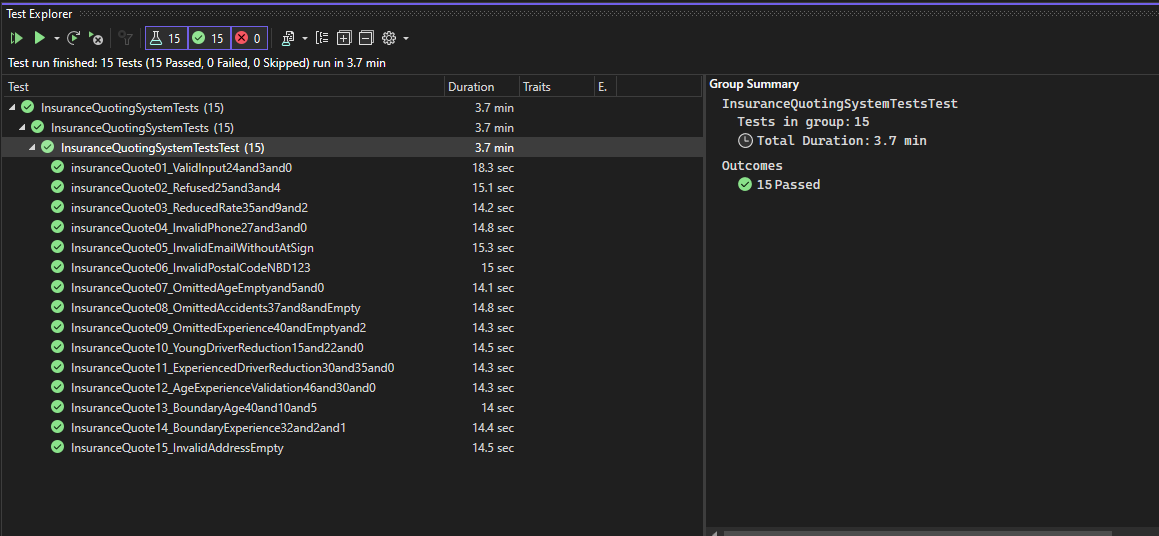 Test Explorer
15 15 0
Test run finished: 15 Tests (15 Passed, 0 Failed, 0 Skipped) run in 3.7 min
Test Duration Traits E.
InsuranceQuotingSystemTests (15) 3.7 min
InsuranceQuotingSystemTests (15) 3.7 min
InsuranceQuotingSystemTestsTest (15) 3.7 min
insuranceQuote01_ValidInput24and3and0 18.3 sec
insuranceQuote02_Refused25and3and4 15.1 sec
insuranceQuote03_ReducedRate35and9and2 14.2 sec
insuranceQuote04_InvalidPhone27and3and0 14.8 sec
InsuranceQuote05_InvalidEmailWithoutAtSign 15.3 sec
InsuranceQuote06_InvalidPostalCodeNBD123 15 sec
InsuranceQuote07_OmittedAgeEmptyand5and0 14.1 sec
InsuranceQuote08_OmittedAccidents37and8andEmpty 14.8 sec
InsuranceQuote09_OmittedExperience40andEmptyand2 14.3 sec
InsuranceQuote10_YoungDriverReduction15and22and0 14.5 sec
InsuranceQuote11_ExperiencedDriverReduction30and35and0 14.3 sec
InsuranceQuote12_AgeExperienceValidation46and30and0 14.3 sec
InsuranceQuote13_BoundaryAge40and10and5 14 sec
InsuranceQuote14_BoundaryExperience32and2and1 14.4 sec
InsuranceQuote15_InvalidAddressEmpty 14.5 sec
Group Summary
InsuranceQuotingSystemTestsTest
Tests in group: 15
Total Duration: 3.7 min
Outcomes
15 Passed